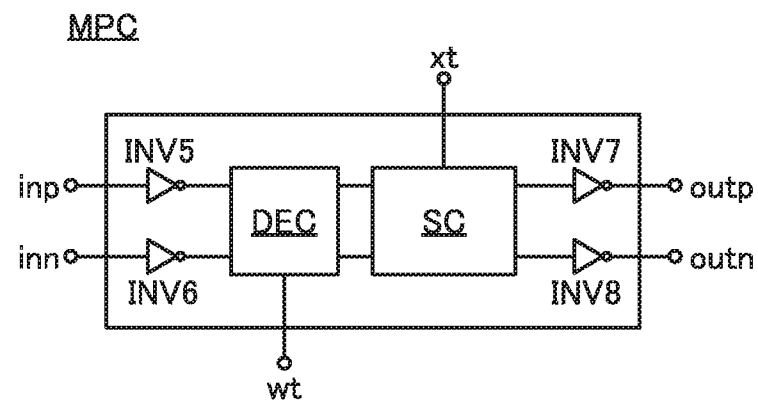 MPC
xt
INV5
INV7
inp
outp
DEC
SC
inn
outn
INV6
INV8
wt